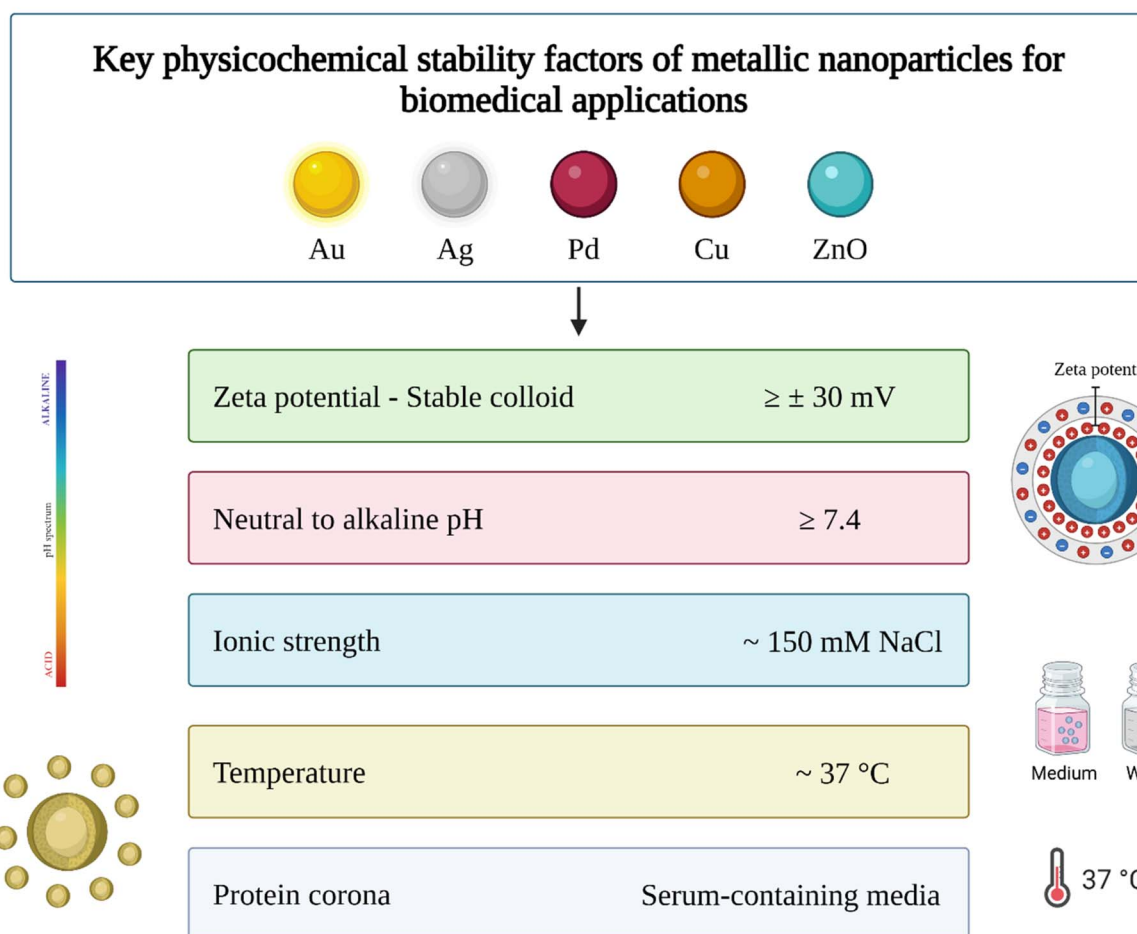 Key physicochemical stability factors of metallic nanoparticles for
biomedical applications
Au Ag Pd Cu ZnO
ALKALINE
pH spectrum
ACID
Zeta potential - Stable colloid ≥ ± 30 mV
Neutral to alkaline pH ≥ 7.4
Ionic strength ~ 150 mM NaCl
Temperature ~ 37 °C
Protein corona Serum-containing media
Zeta
Medium
37